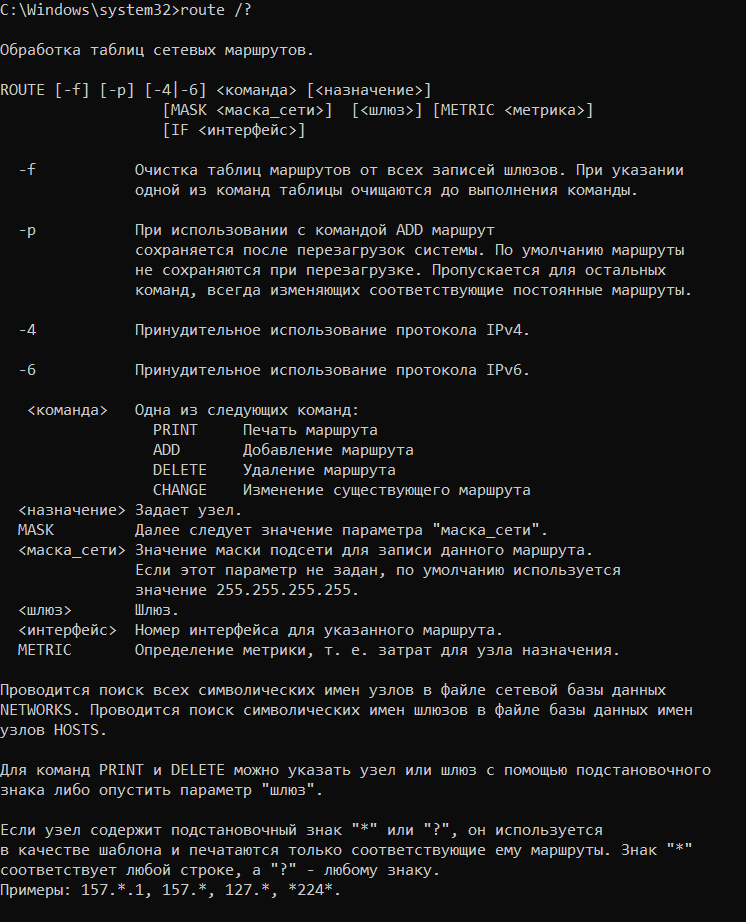 C:\Windows\system32>route /?
Обработка таблиц сетевых маршрутов.
ROUTE [-f] [-p] [-4|-6] <команда> [<назначение>]
[MASK <маска_сети>]  [<шлюз>] [METRIC <метрика>]
[IF <интерфейс>]
-f           Очистка таблиц маршрутов от всех записей шлюзов. При указании
одной из команд таблицы очищаются до выполнения команды.
-p           При использовании с командой ADD маршрут
сохраняется после перезагрузок системы. По умолчанию маршруты
не сохраняются при перезагрузке. Пропускается для остальных
команд, всегда изменяющих соответствующие постоянные маршруты.
-4           Принудительное использование протокола IPv4.
-6           Принудительное использование протокола IPv6.
<команда>   Одна из следующих команд:
PRINT     Печать маршрута
ADD       Добавление маршрута
DELETE    Удаление маршрута
CHANGE    Изменение существующего маршрута
<назначение> Задает узел.
MASK         Далее следует значение параметра "маска_сети".
<маска_сети> Значение маски подсети для записи данного маршрута.
Если этот параметр не задан, по умолчанию используется
значение 255.255.255.255.
<шлюз>       Шлюз.
<интерфейс>  Номер интерфейса для указанного маршрута.
METRIC       Определение метрики, т. е. затрат для узла назначения.
Проводится поиск всех символических имен узлов в файле сетевой базы данных
NETWORKS. Проводится поиск символических имен шлюзов в файле базы данных имен
узлов HOSTS.
Для команд PRINT и DELETE можно указать узел или шлюз с помощью подстановочного
знака либо опустить параметр "шлюз".
Если узел содержит подстановочный знак "*" или "?", он используется
в качестве шаблона и печатаются только соответствующие ему маршруты. Знак "*"
соответствует любой строке, а "?" - любому знаку.
Примеры: 157.*.1, 157.*, 127.*, *224*.